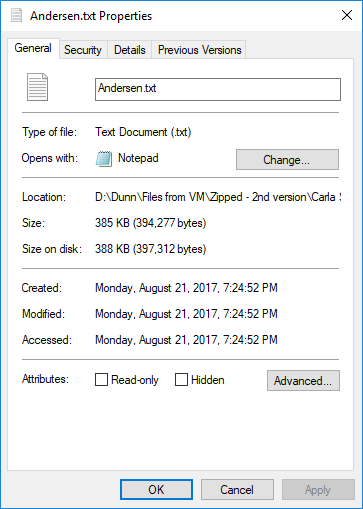 Andersen.txt Properties
General Security Details Previous Versions
Andersen.txt
Type of file: Text Document (.txt)
Opens with: Notepad Change...
Location: D:\Dunn\Files from VM\Zipped - 2nd version\Carla
Size: 385 KB (394,277 bytes)
Size on disk: 388 KB (397,312 bytes)
Created: Monday, August 21, 2017, 7:24:52 PM
Modified: Monday, August 21, 2017, 7:24:52 PM
Accessed: Monday, August 21, 2017, 7:24:52 PM
Attributes: Read-only Hidden Advanced...
OK Cancel Apply